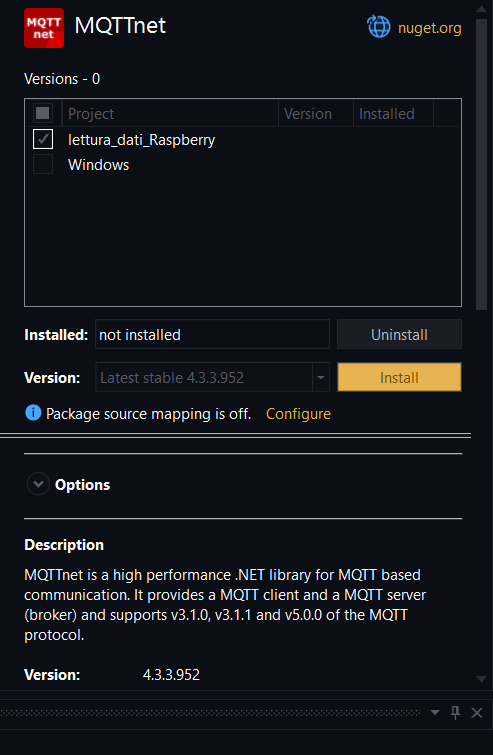 MQTT
net
MQTTnet
nuget.org
Versions - 0
Project Version Installed
lettura_dati_Raspberry
Windows
Installed: not installed Uninstall
Version: Latest stable 4.3.3.952 Install
Package source mapping is off. Configure
Options
Description
MQTTnet is a high performance .NET library for MQTT based
communication. It provides a MQTT client and a MQTT server
(broker) and supports v3.1.0, v3.1.1 and v5.0.0 of the MQTT
protocol.
Version: 4.3.3.952